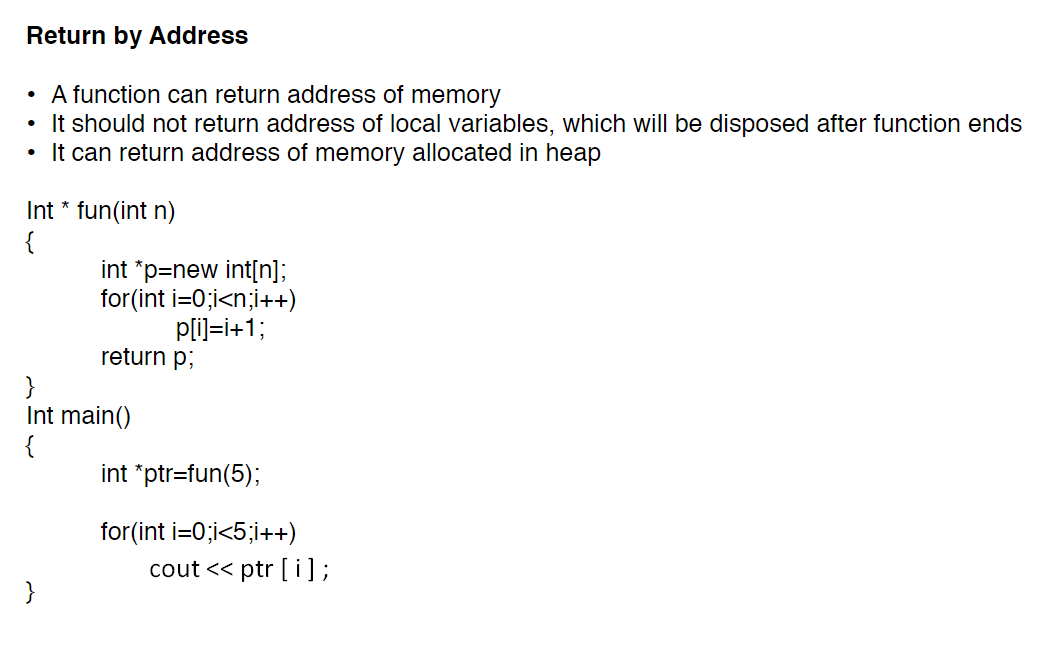 Return by Address
• A function can return address of memory
• It should not return address of local variables, which will be disposed after function ends
• It can return address of memory allocated in heap
Int * fun(int n)
{
int *p=new int[n];
for(int i=0;i<n;i++)
p[i]=i+1;
return p;
}
Int main()
{
int *ptr=fun(5);
for(int i=0;i<5;i++)
cout << ptr [ i ] ;
}